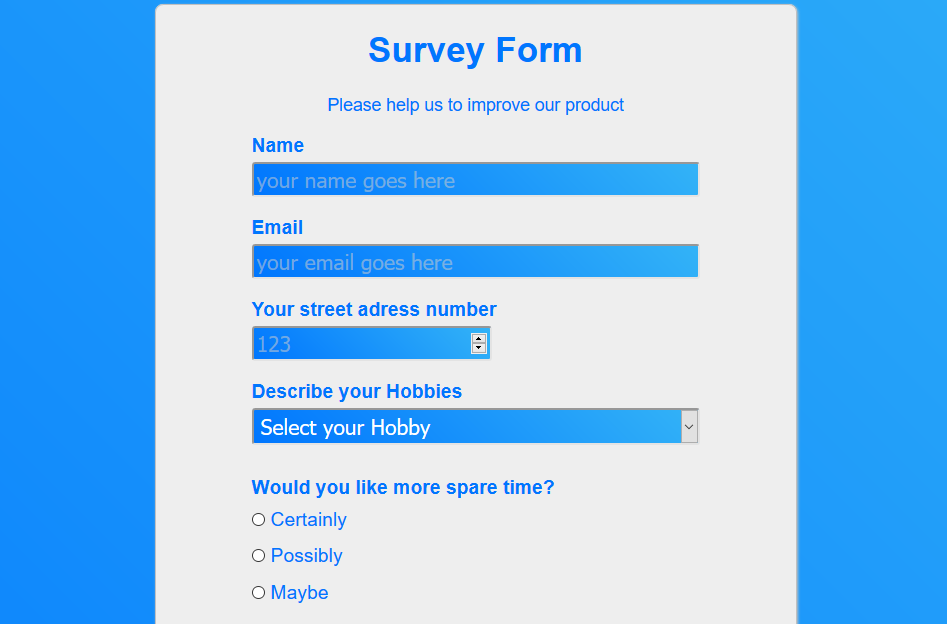 Survey Form
Please help us to improve our product
Name
your name goes here
Email
your email goes here
Your street adress number
123
Describe your Hobbies
Select your Hobby
Would you like more spare time?
Certainly
Possibly
Maybe